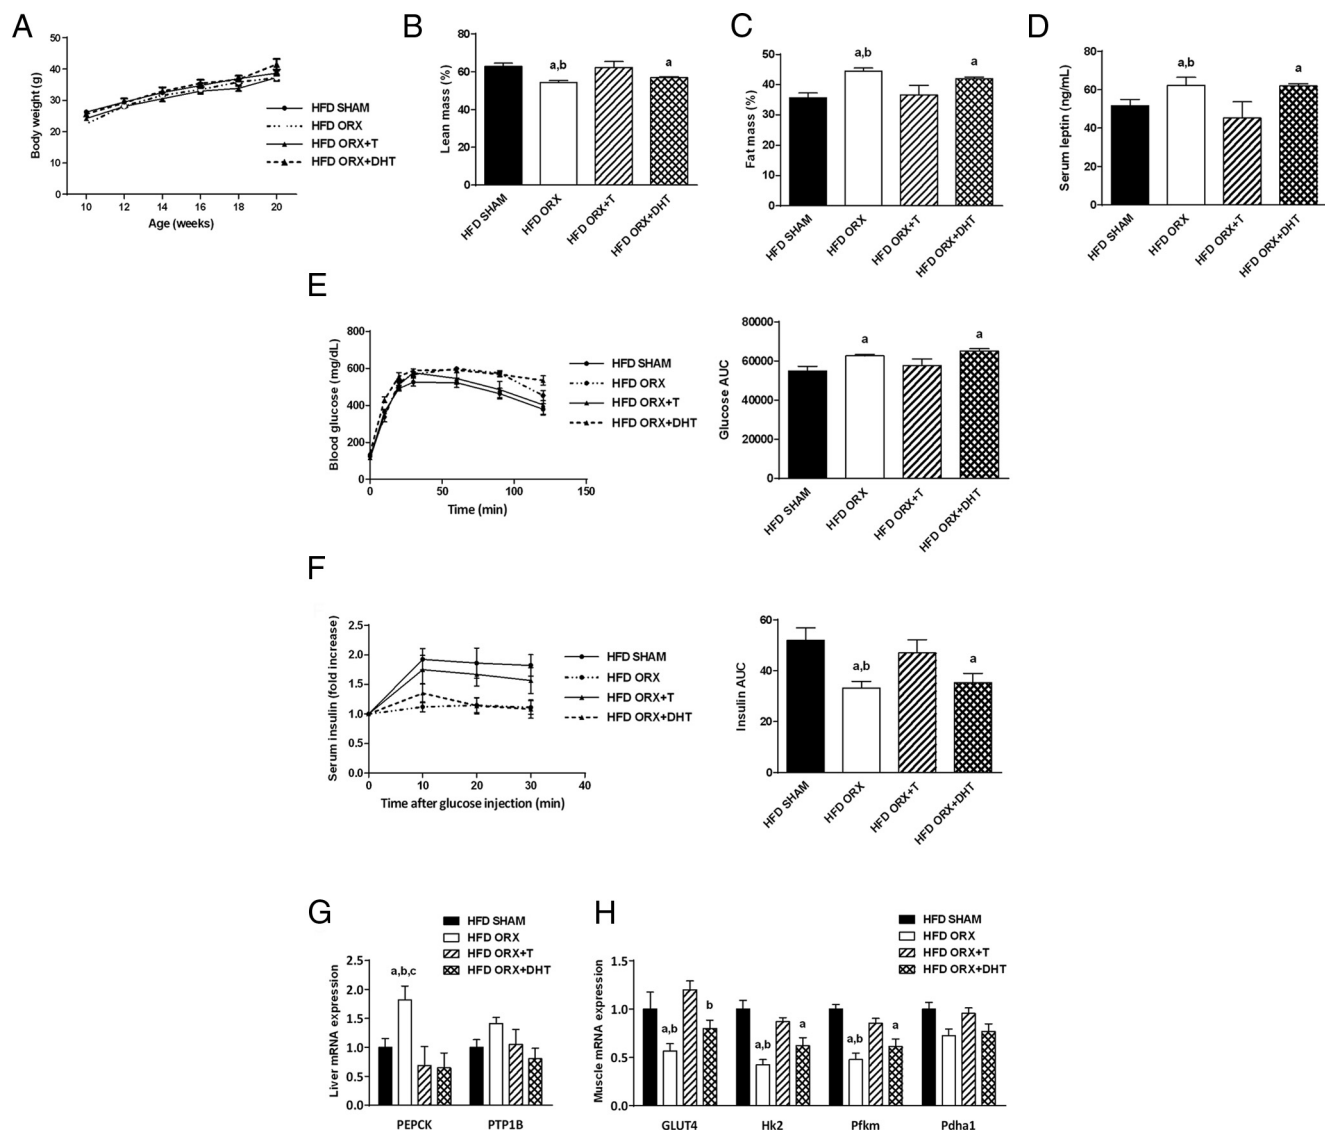 A
Body weight (g)
50
40
30
20
10
0
10 12 14 16 18 20
Age (weeks)
HFD SHAM
HFD ORX
HFD ORX+T
HFD ORX+DHT
B
Lean mass (%)
80
60
40
20
0
a,b
a
HFD SHAM
HFD ORX
HFD ORX+T
HFD ORX+DHT
C
Fat mass (%)
50
40
30
20
10
0
a,b
a
HFD SHAM
HFD ORX
HFD ORX+T
HFD ORX+DHT
D
Serum leptin (ng/mL)
80
60
40
20
0
a,b
a
HFD SHAM
HFD ORX
HFD ORX+T
HFD ORX+DHT
E
Blood glucose (mg/dL)
800
600
400
200
0
0 50 100 150
Time (min)
HFD SHAM
HFD ORX
HFD ORX+T
HFD ORX+DHT
Glucose AUC
80000
60000
40000
20000
0
a
a
HFD SHAM
HFD ORX
HFD ORX+T
HFD ORX+DHT
F
Serum insulin (fold increase)
2.5
2.0
1.5
1.0
0.5
0.0
0 10 20 30 40
Time after glucose injection (min)
HFD SHAM
HFD ORX
HFD ORX+T
HFD ORX+DHT
Insulin AUC
60
40
20
0
a,b
a
HFD SHAM
HFD ORX
HFD ORX+T
HFD ORX+DHT
G
HFD SHAM
HFD ORX
HFD ORX+T
HFD ORX+DHT
Liver mRNA expression
2.5
2.0
1.5
1.0
0.5
0.0
a,b,c
PEPCK PTP1B
H
HFD SHAM
HFD ORX
HFD ORX+T
HFD ORX+DHT
Muscle mRNA expression
1.5
1.0
0.5
0.0
a,b
b
a,b
a
a,b
a
GLUT4 Hk2 Pfkm Pdha1